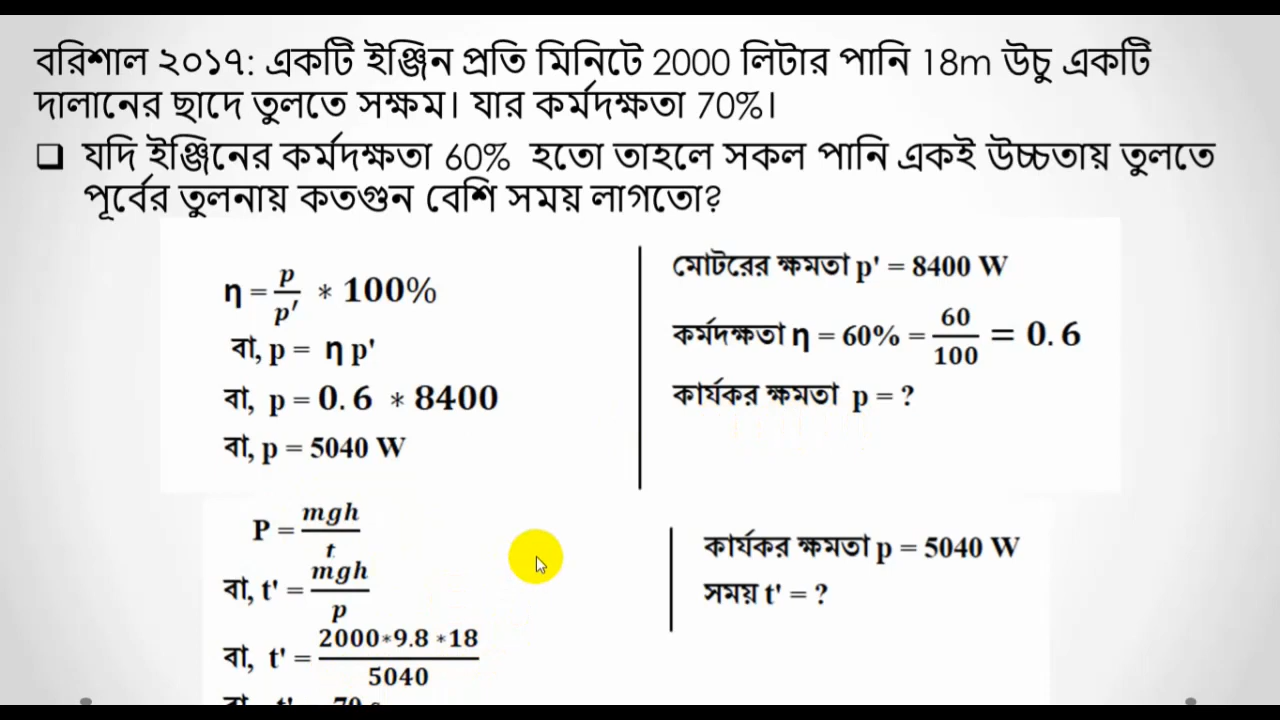 বরিশাল ২০১৭: একটি ইঞ্জিন প্রতি মিনিটে 2000 লিটার পানি 18m উচু একটি
দালানের ছাদে তুলতে সক্ষম। যার কর্মদক্ষতা 70%।
❑ যদি ইঞ্জিনের কর্মদক্ষতা 60% হতো তাহলে সকল পানি একই উচ্চতায় তুলতে
পূর্বের তুলনায় কতগুন বেশি সময় লাগতো?
η = p/p′ * 100%
বা, p = η p'
বা, p = 0.6 * 8400
বা, p = 5040 W
মোটরের ক্ষমতা p' = 8400 W
কর্মদক্ষতা η = 60% = 60/100 = 0.6
কার্যকর ক্ষমতা p = ?
P = mgh/t
বা, t' = mgh/p
বা, t' = 2000*9.8 *18/5040
কার্যকর ক্ষমতা p = 5040 W
সময় t' = ?